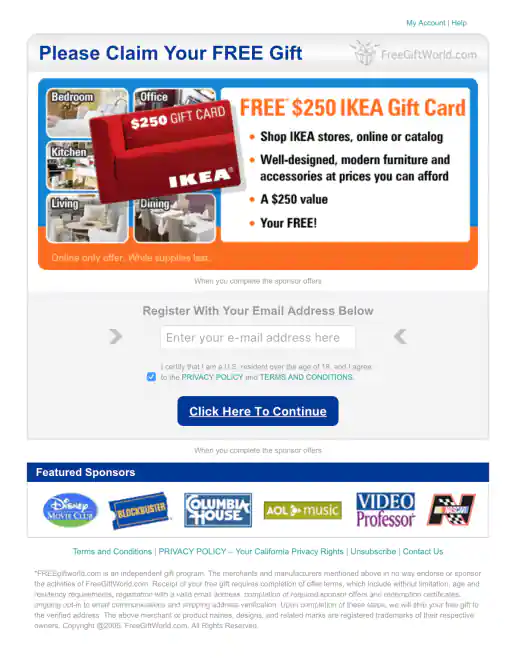 My Account | Help
Please Claim Your FREE Gift
FreeGiftWorld.com
Bedroom
Office
Kitchen
Living
Dining
$250 GIFT CARD
IKEA®
FREE* $250 IKEA Gift Card
• Shop IKEA stores, online or catalog
• Well-designed, modern furniture and
accessories at prices you can afford
• A $250 value
• Your FREE!
Online only offer. While supplies last.
When you complete the sponsor offers
Register With Your Email Address Below
Enter your e-mail address here
I certify that I am a U.S. resident over the age of 18, and I agree
to the PRIVACY POLICY and TERMS AND CONDITIONS.
Click Here To Continue
When you complete the sponsor offers
Featured Sponsors
Disney
MOVIE CLUB
BLOCKBUSTER
COLUMBIA
HOUSE
AOL music
VIDEO
Professor
NASCAR
Terms and Conditions | PRIVACY POLICY – Your California Privacy Rights | Unsubscribe | Contact Us
*FREEgiftworld.com is an independent gift program. The merchants and manufacturers mentioned above in no way endorse or sponsor
the activities of FreeGiftWorld.com. Receipt of your free gift requires completion of offer terms, which include without limitation, age and
residency requirements, registration with a valid email address, completion of required sponsor offers and redemption certificates,
ongoing opt-in to email communications and shipping address verification. Upon completion of these steps, we will ship your free gift to
the verified address. The above merchant or product names, designs, and related marks are registered trademarks of their respective
owners. Copyright @2005. FreeGiftWorld.com. All Rights Reserved.